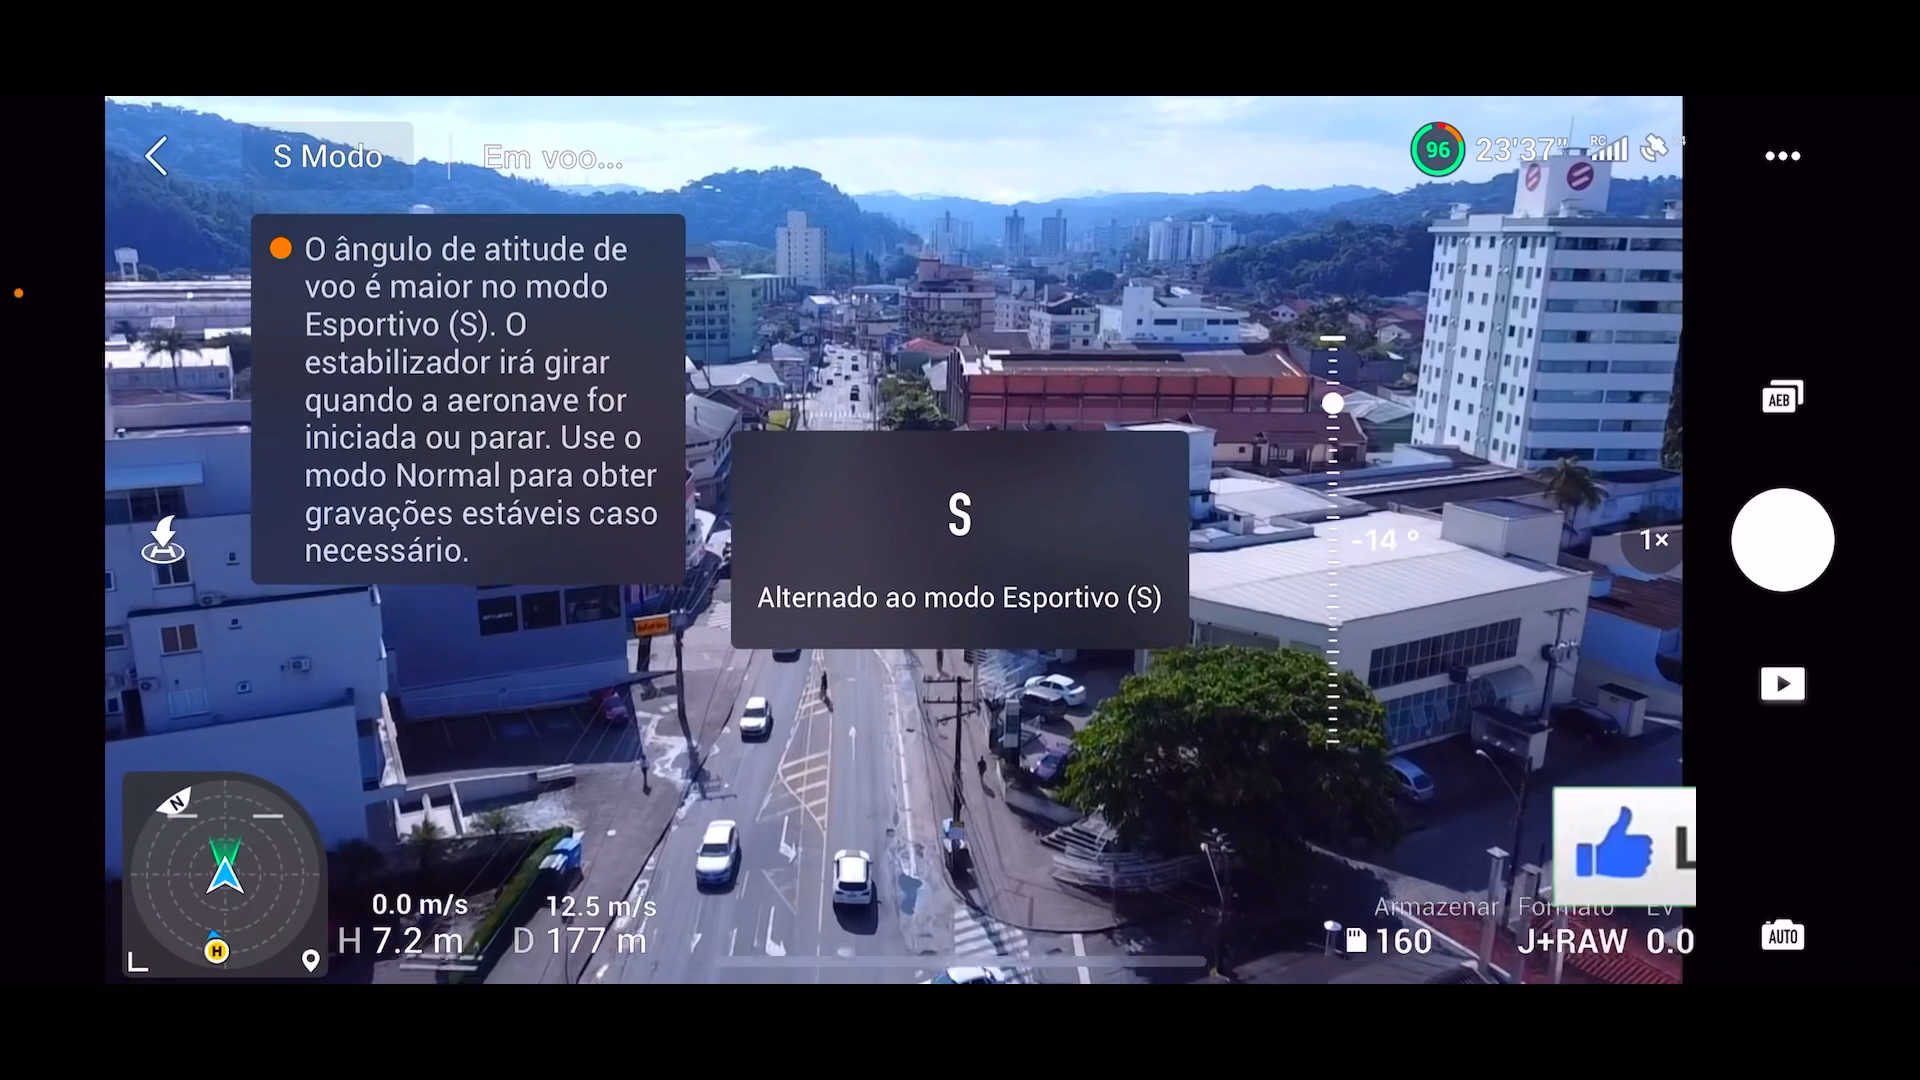 S Modo
Em voo...
96
23'37"
RC
O ângulo de atitude de
voo é maior no modo
Esportivo (S). O
estabilizador irá girar
quando a aeronave for
iniciada ou parar. Use o
modo Normal para obter
gravações estáveis caso
necessário.
S
Alternado ao modo Esportivo (S)
AEB
-14 °
1×
N
H
0.0 m/s
12.5 m/s
H 7.2 m
D 177 m
L
Armazenar
Formato
EV
160
J+RAW
0.0
AUTO